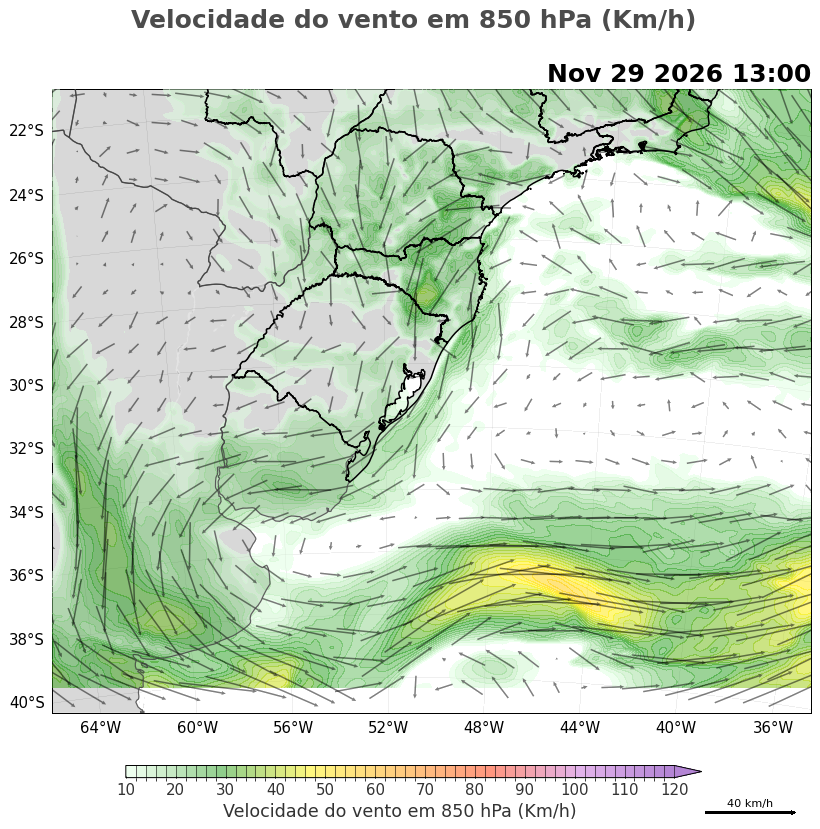 Velocidade do vento em 850 hPa (Km/h)
Nov 29 2026 13:00
22°S
24°S
26°S
28°S
30°S
32°S
34°S
36°S
38°S
40°S
64°W 60°W 56°W 52°W 48°W 44°W 40°W 36°W
10 20 30 40 50 60 70 80 90 100 110 120
Velocidade do vento em 850 hPa (Km/h)
40 km/h